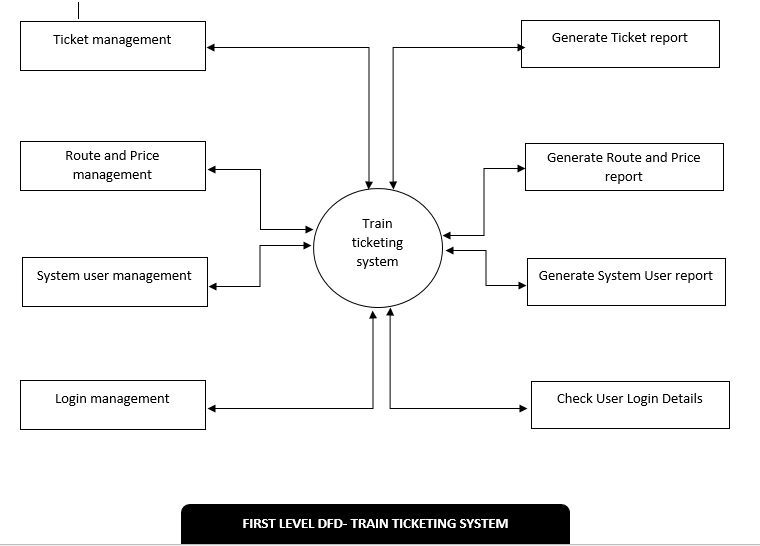 Ticket management
Generate Ticket report
Route and Price
management
Generate Route and Price
report
Train
ticketing
system
System user management
Generate System User report
Login management
Check User Login Details
FIRST LEVEL DFD- TRAIN TICKETING SYSTEM